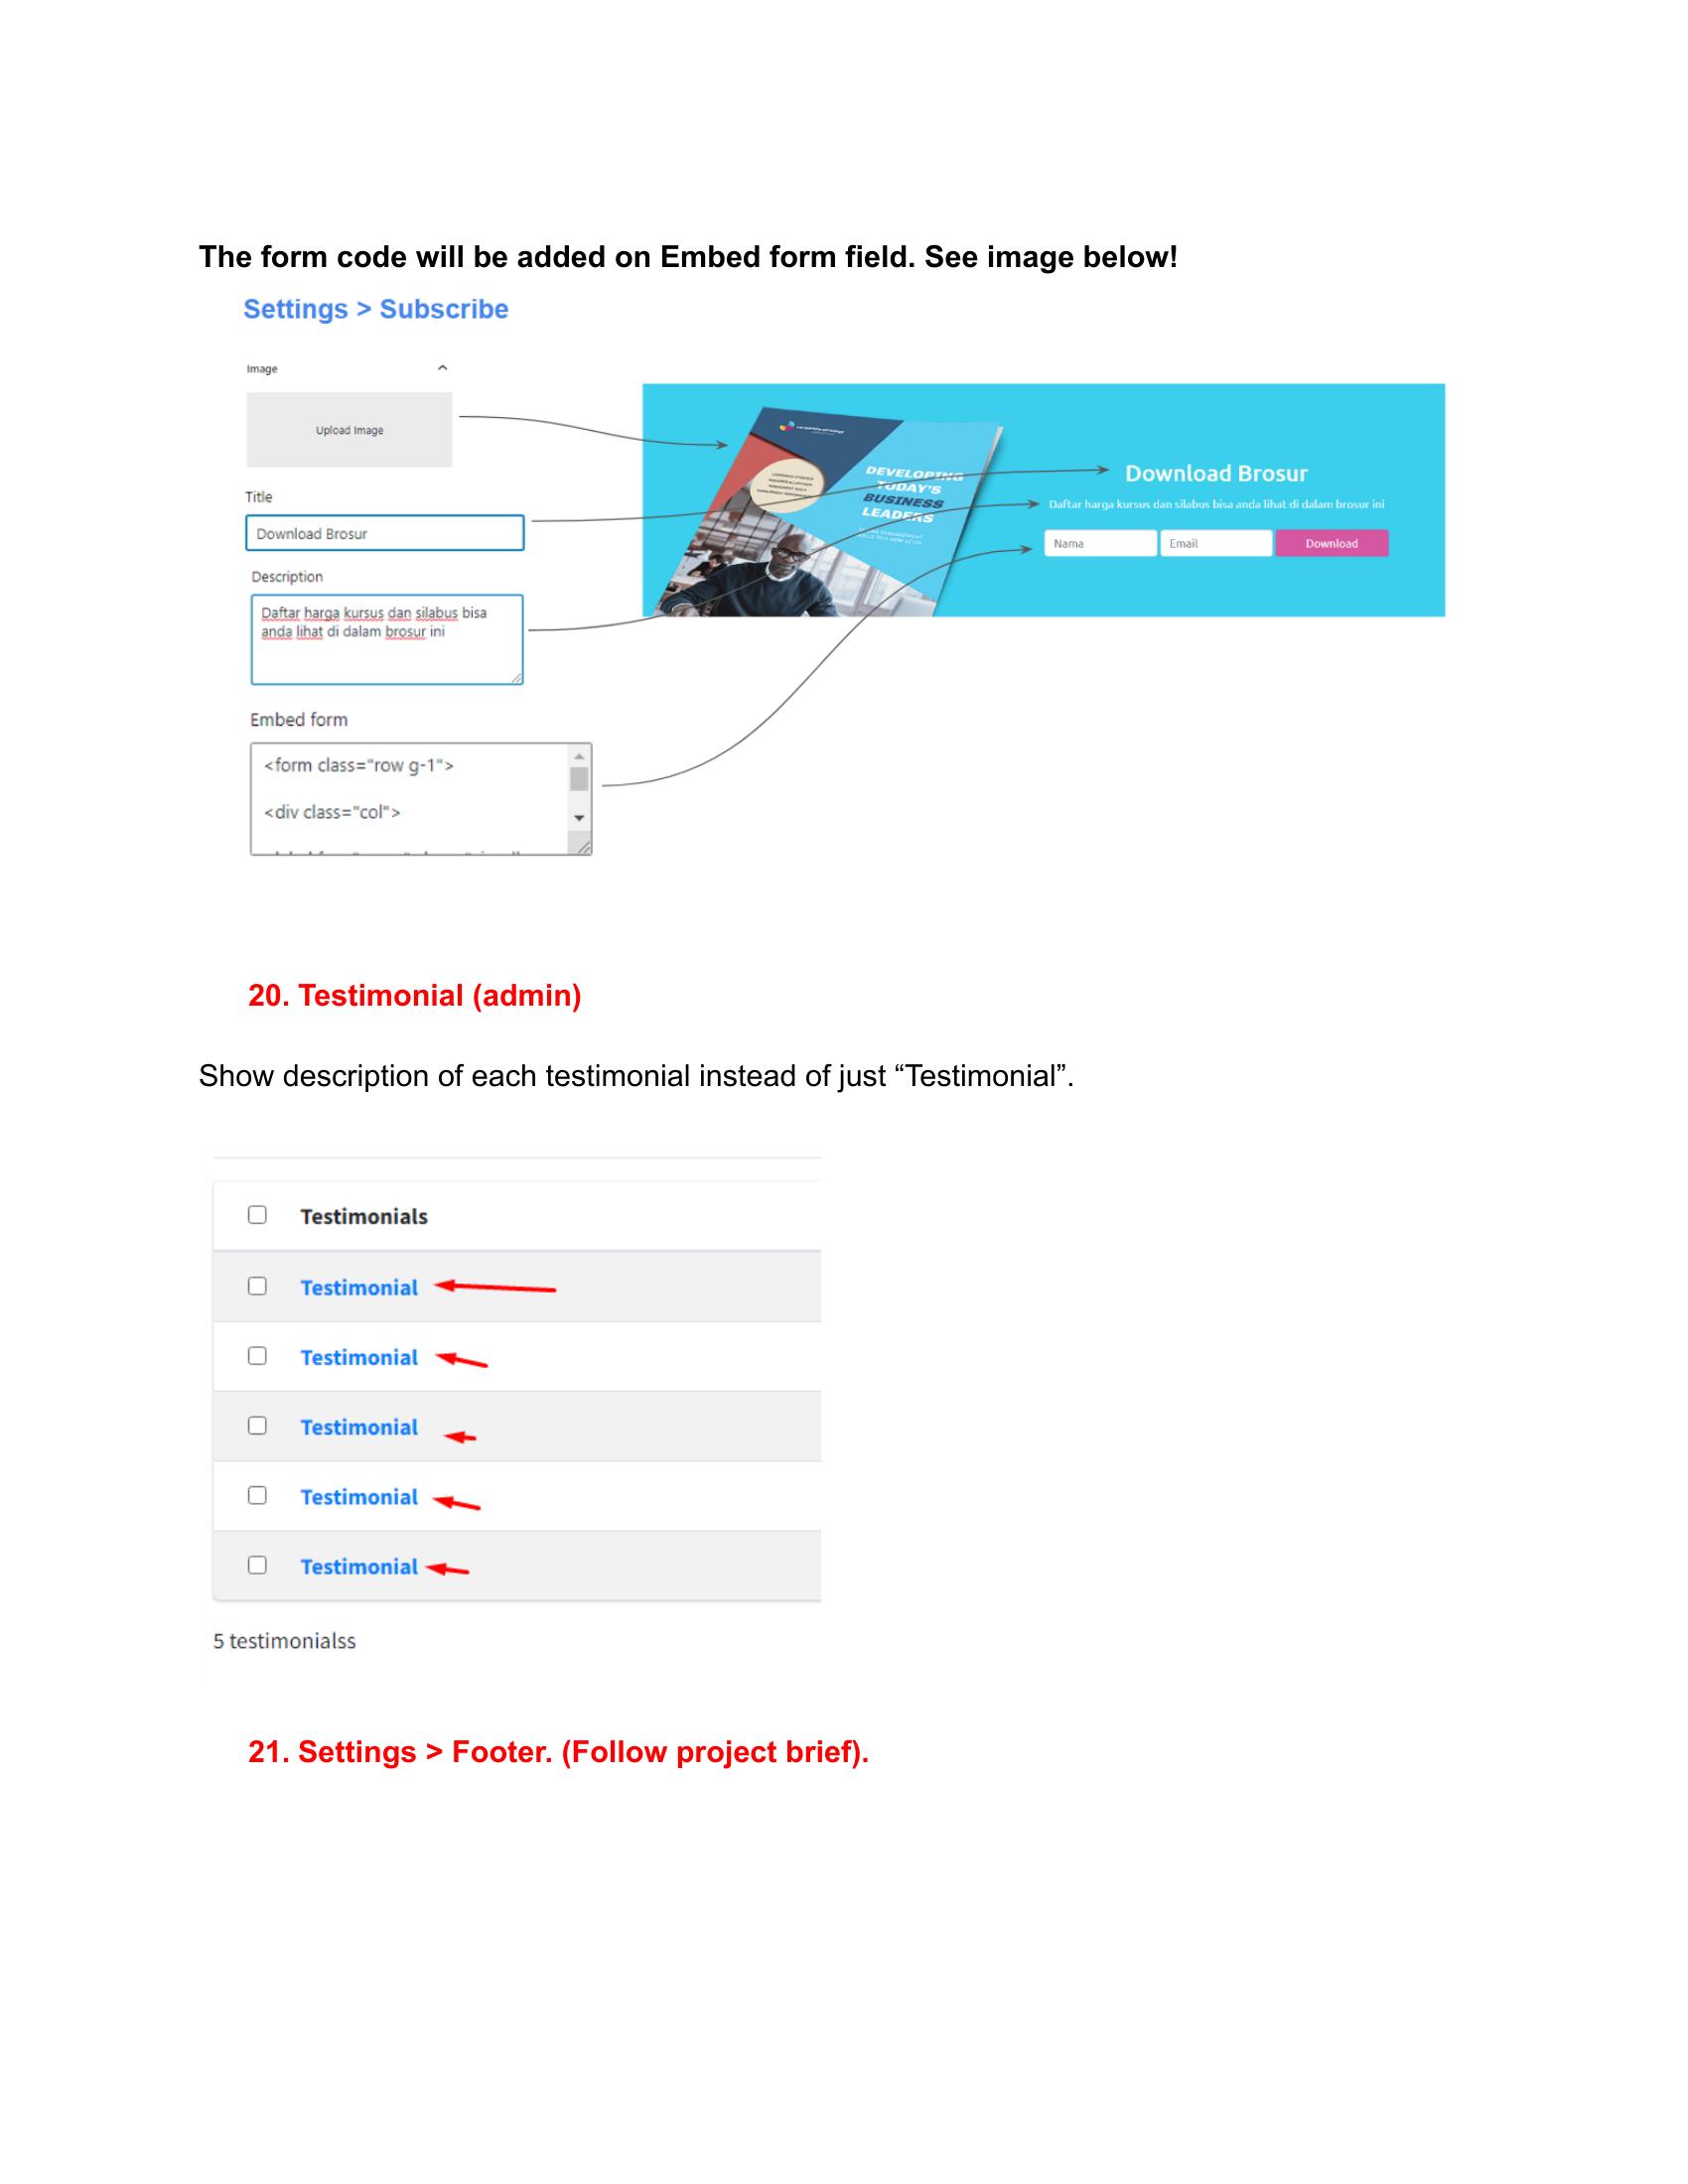 The form code will be added on Embed form field. See image below!
Settings > Subscribe
Image
Upload Image
Title
Download Brosur
Description
Daftar harga kursus dan silabus bisa
anda lihat di dalam brosur ini
Embed form
<form class="row g-1">
<div class="col">
DEVELOPING
TODAY'S
BUSINESS
LEADERS
Download Brosur
Daftar harga kursus dan silabus bisa anda lihat di dalam brosur ini
Nama
Email
Download
20. Testimonial (admin)
Show description of each testimonial instead of just “Testimonial”.
Testimonials
Testimonial
Testimonial
Testimonial
Testimonial
Testimonial
5 testimonialss
21. Settings > Footer. (Follow project brief).